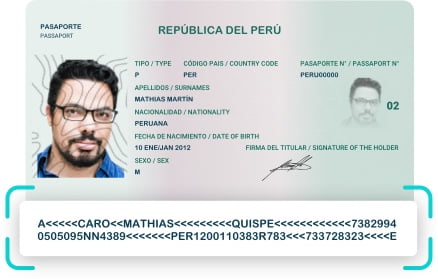 PASAPORTE
PASSAPORT
REPÚBLICA DEL PERÚ
TIPO / TYPE CÓDIGO PAIS / COUNTRY CODE PASAPORTE N° / PASSAPORT N°
P PER PERU00000
APELLIDOS / SURNAMES
MATHIAS MARTÍN
NACIONALIDAD / NATIONALITY
PERUANA
02
FECHA DE NACIMIENTO / DATE OF BIRTH
10 ENE/JAN 2012 FIRMA DEL TITULAR / SIGNATURE OF THE HOLDER
SEXO / SEX
M
A<<<<<CARO<<MATHIAS<<<<<<<<<QUISPE<<<<<<<<<<<<7382994
0505095NN4389<<<<<<<PER1200110383R783<<<733728323<<<<E